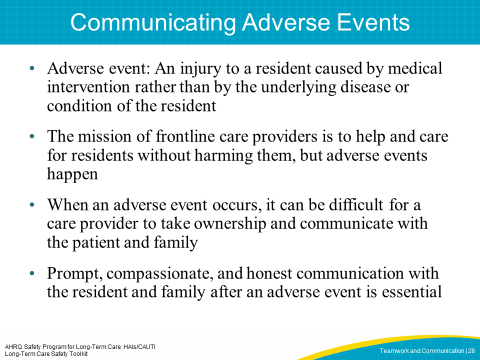 Communicating Adverse Events
• Adverse event: An injury to a resident caused by medical
intervention rather than by the underlying disease or
condition of the resident
• The mission of frontline care providers is to help and care
for residents without harming them, but adverse events
happen
• When an adverse event occurs, it can be difficult for a
care provider to take ownership and communicate with
the patient and family
• Prompt, compassionate, and honest communication with
the resident and family after an adverse event is essential
AHRQ Safety Program for Long-Term Care: HAIs/CAUTI
Long-Term Care Safety Toolkit
Teamwork and Communication | 28